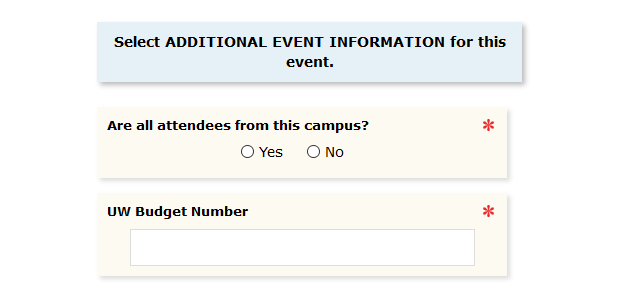 Select ADDITIONAL EVENT INFORMATION for this
event.
Are all attendees from this campus? *
Yes No
UW Budget Number *